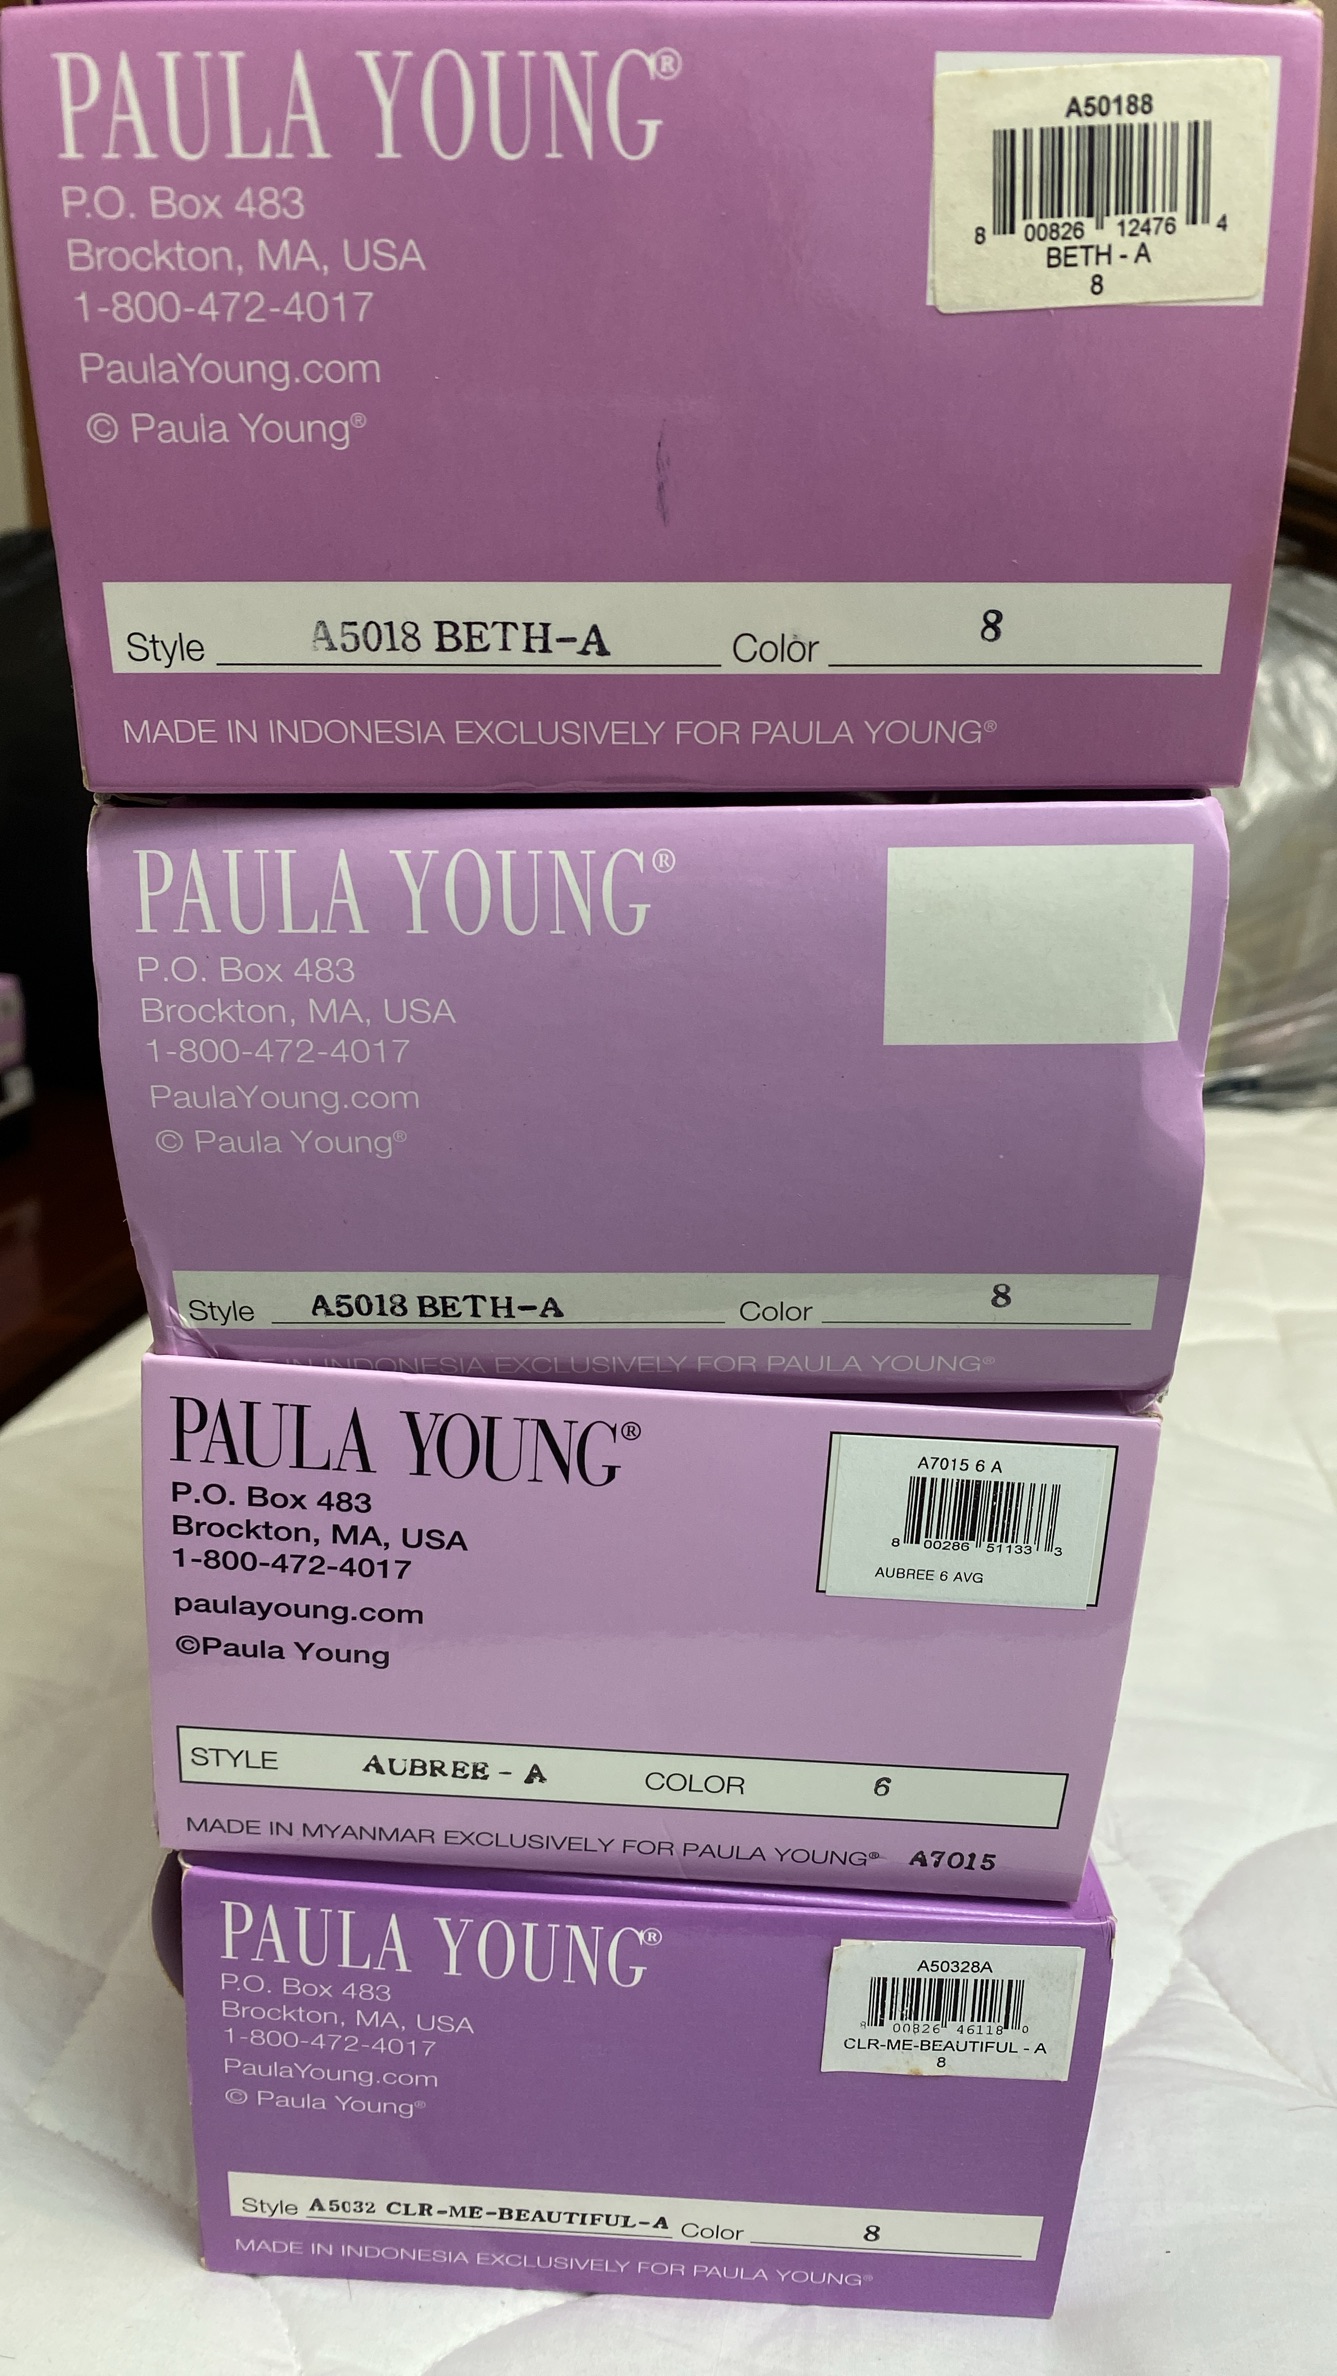 PAULA YOUNG®
P.O. Box 483
Brockton, MA, USA
1-800-472-4017
PaulaYoung.com
© Paula Young®
A50188
8 00826 12476 4
BETH - A
8
Style A5018 BETH-A Color 8
MADE IN INDONESIA EXCLUSIVELY FOR PAULA YOUNG®
PAULA YOUNG®
P.O. Box 483
Brockton, MA, USA
1-800-472-4017
PaulaYoung.com
© Paula Young®
Style A5018 BETH-A Color 8
INDONESIA EXCLUSIVELY FOR PAULA YOUNG®
PAULA YOUNG®
P.O. Box 483
Brockton, MA, USA
1-800-472-4017
paulayoung.com
©Paula Young
A7015 6 A
8 00286 51133 3
AUBREE 6 AVG
STYLE AUBREE - A COLOR 6
MADE IN MYANMAR EXCLUSIVELY FOR PAULA YOUNG® A7015
PAULA YOUNG®
P.O. Box 483
Brockton, MA, USA
1-800-472-4017
PaulaYoung.com
© Paula Young®
A50328A
8 00826 46118 0
CLR-ME-BEAUTIFUL - A
8
Style A5032 CLR-ME-BEAUTIFUL-A Color 8
MADE IN INDONESIA EXCLUSIVELY FOR PAULA YOUNG®